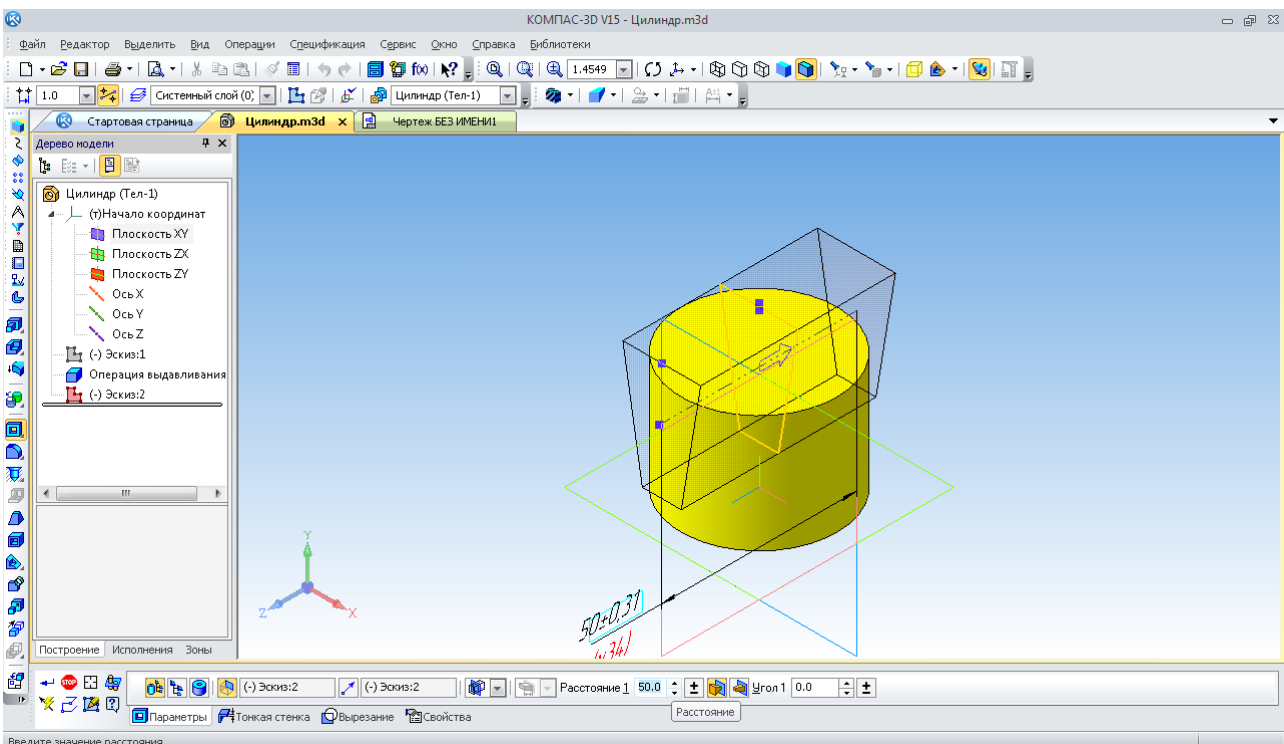 КОМПАС-3D V15 - Цилиндр.m3d
Файл Редактор Выделить Вид Операции Спецификация Сервис Окно Справка Библиотеки
f(x) 1.4549
1.0 Системный слой (0; Цилиндр (Тел-1)
Стартовая страница Цилиндр.m3d Чертеж БЕЗ ИМЕНИ1
Дерево модели
Цилиндр (Тел-1)
(т)Начало координат
Плоскость XY
Плоскость ZX
Плоскость ZY
Ось X
Ось Y
Ось Z
(-) Эскиз:1
Операция выдавливания
(-) Эскиз:2
Y
Z
X
50±0,31
Построение Исполнения Зоны
STOP (-) Эскиз:2 (-) Эскиз:2 Расстояние 1 50.0 Угол 1 0.0
Расстояние
Параметры Тонкая стенка Вырезание Свойства
Введите значение расстояния